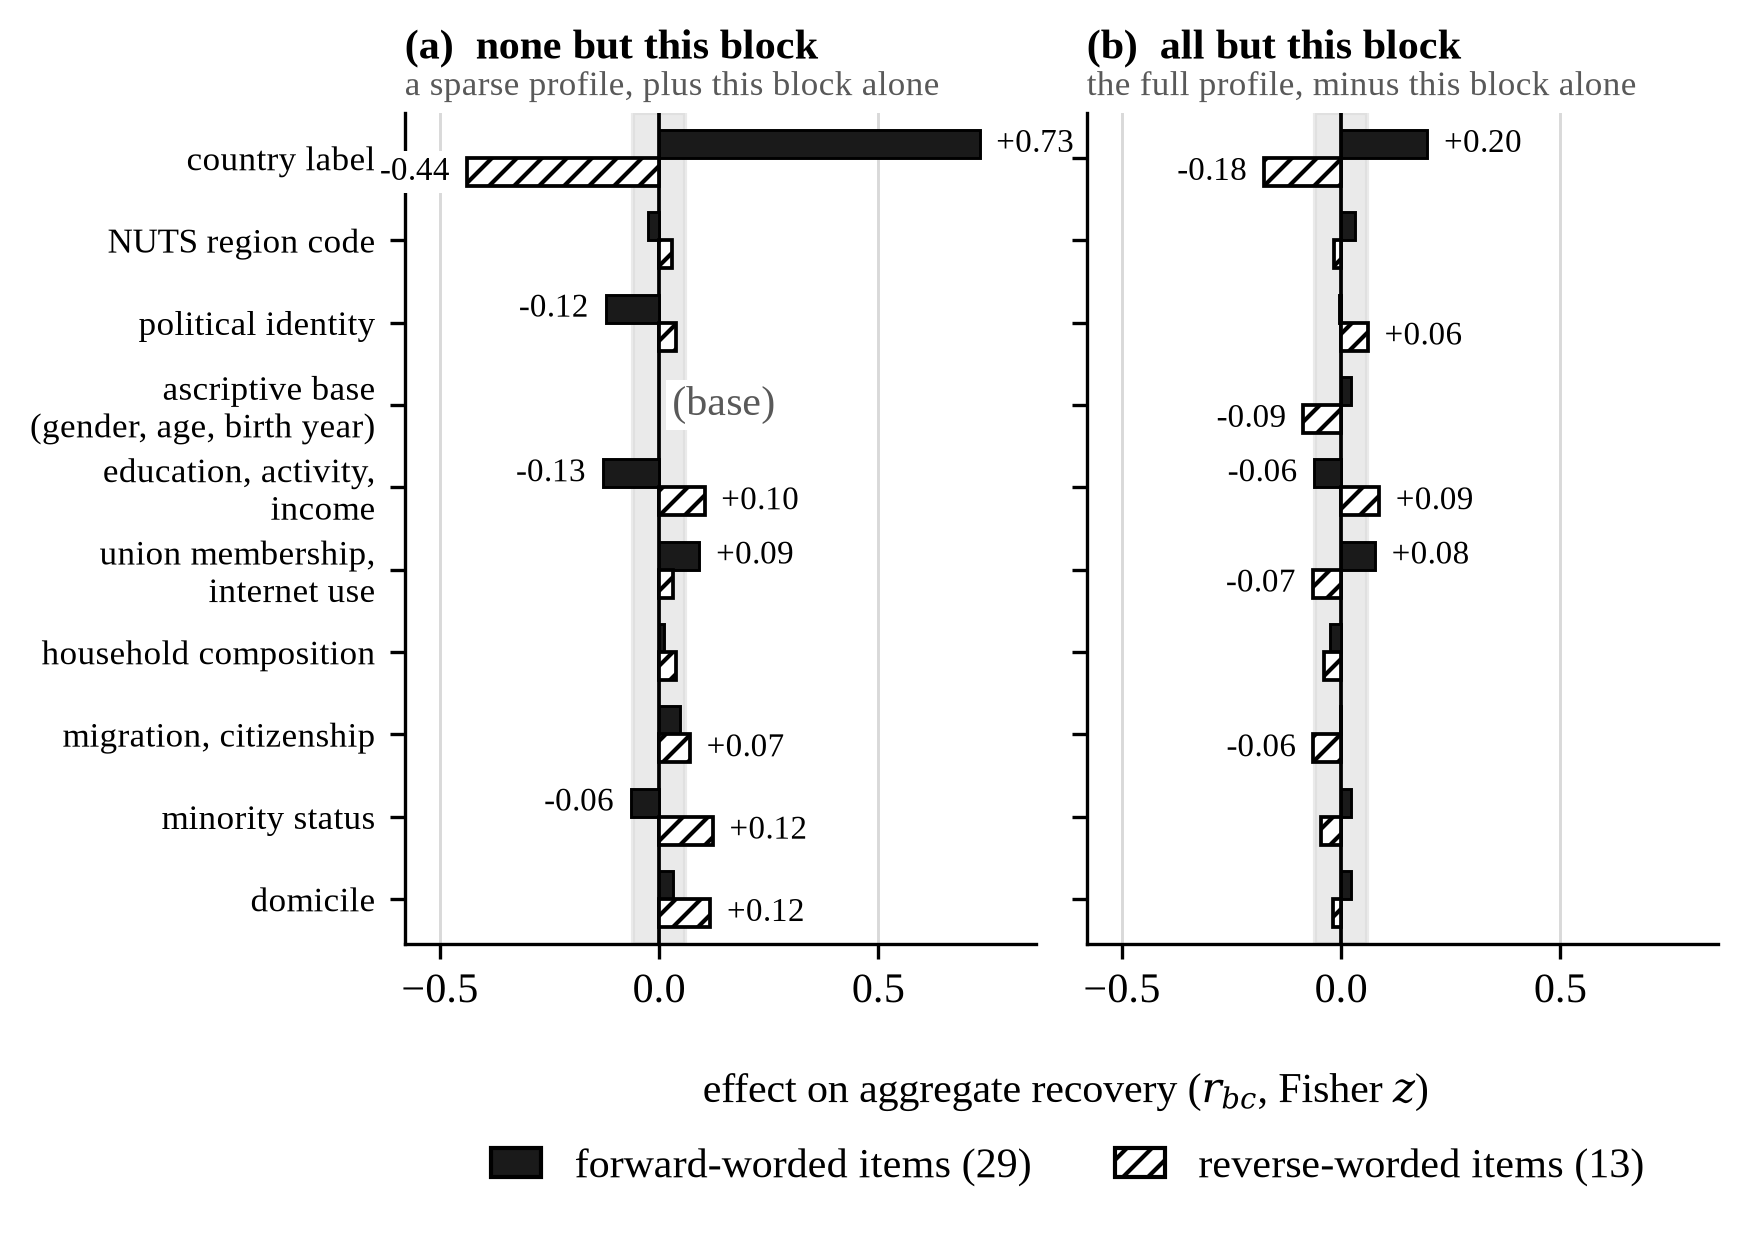 (a) none but this block
a sparse profile, plus this block alone
(b) all but this block
the full profile, minus this block alone
country label
-0.44
+0.73
-0.18
+0.20
NUTS region code
political identity
-0.12
+0.06
ascriptive base
(gender, age, birth year)
(base)
-0.09
education, activity,
income
-0.13
+0.10
-0.06
+0.09
union membership,
internet use
+0.09
+0.08
-0.07
household composition
migration, citizenship
+0.07
-0.06
minority status
-0.06
+0.12
domicile
+0.12
−0.5 0.0 0.5
−0.5 0.0 0.5
effect on aggregate recovery (r_bc, Fisher z)
forward-worded items (29)
reverse-worded items (13)